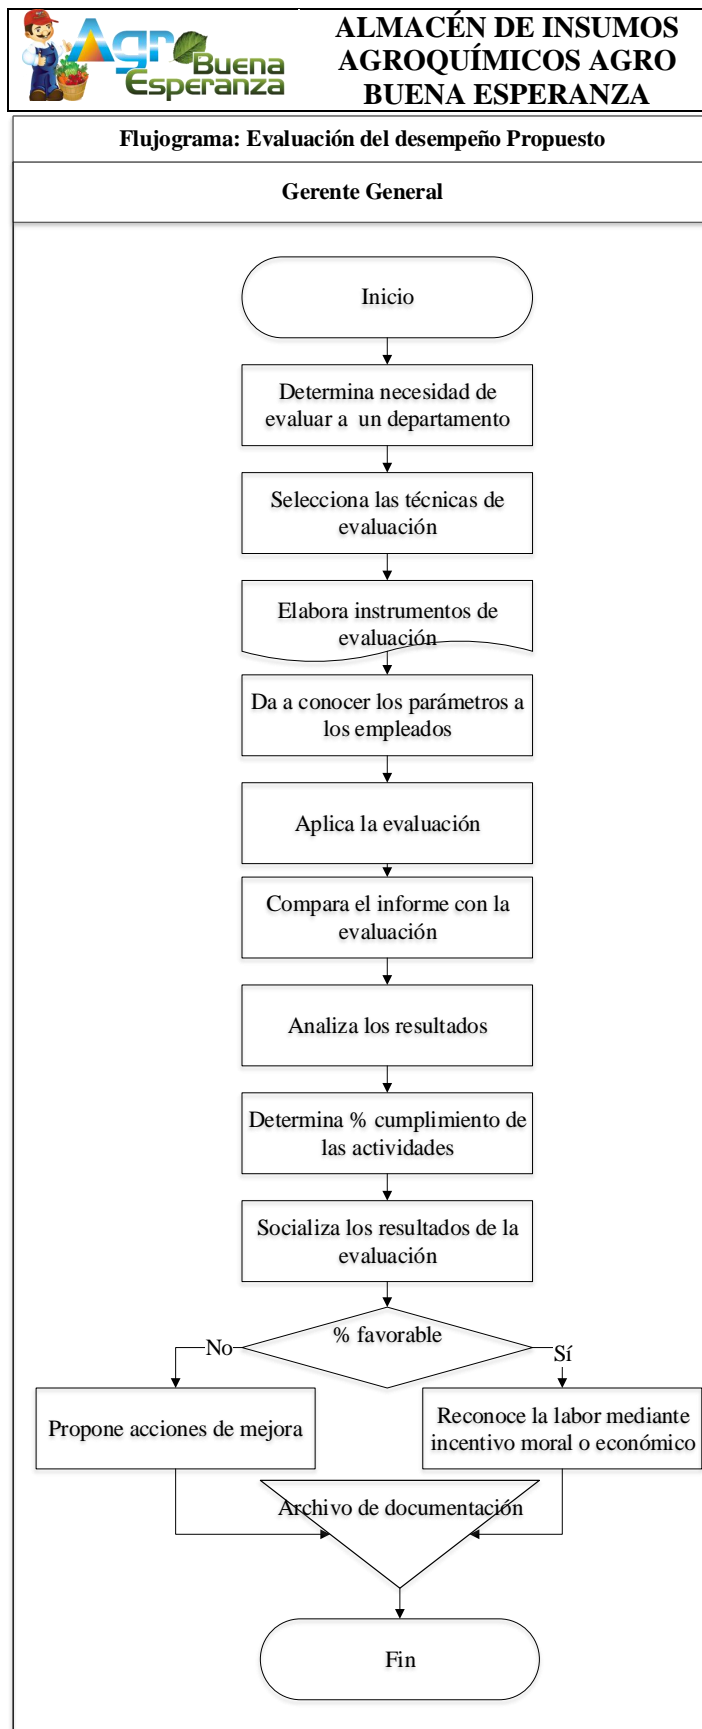 Agro
Buena
Esperanza
ALMACÉN DE INSUMOS
AGROQUÍMICOS AGRO
BUENA ESPERANZA
Flujograma: Evaluación del desempeño Propuesto
Gerente General
Inicio
Determina necesidad de
evaluar a  un departamento
Selecciona las técnicas de
evaluación
Elabora instrumentos de
evaluación
Da a conocer los parámetros a
los empleados
Aplica la evaluación
Compara el informe con la
evaluación
Analiza los resultados
Determina % cumplimiento de
las actividades
Socializa los resultados de la
evaluación
% favorable
No
Sí
Propone acciones de mejora
Reconoce la labor mediante
incentivo moral o económico
Archivo de documentación
Fin